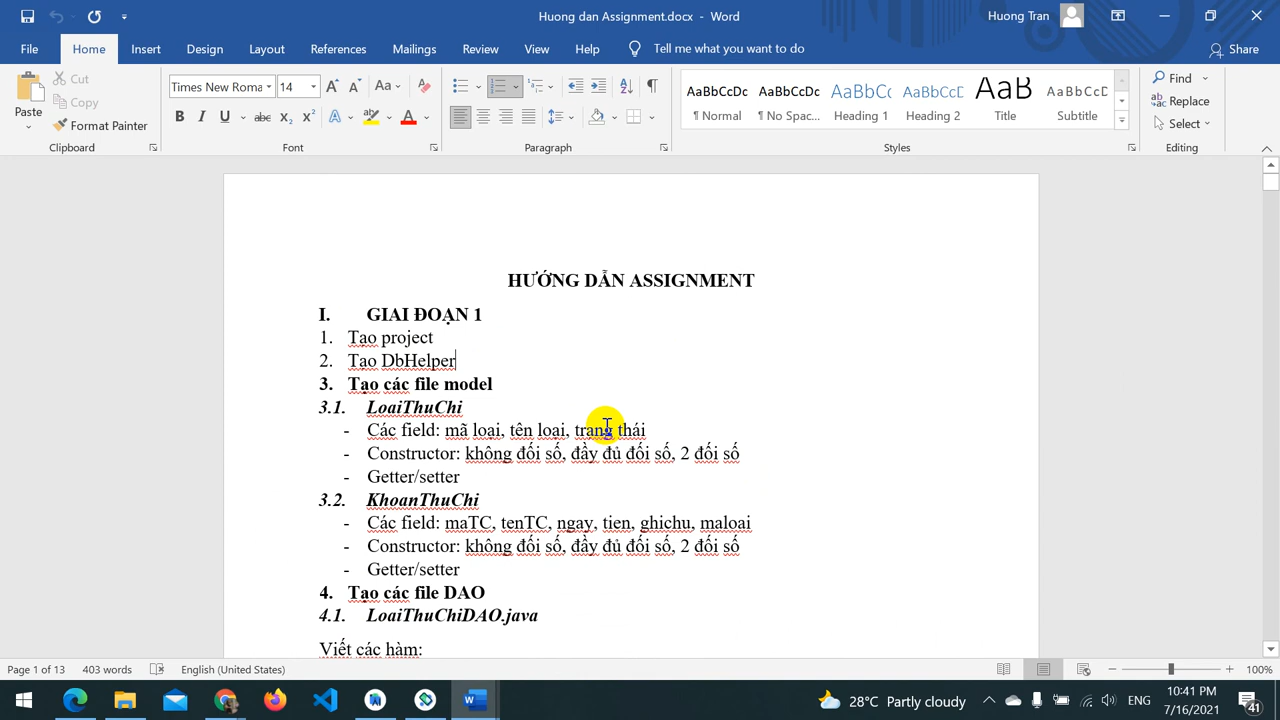 Huong dan Assignment.docx - Word
Huong Tran
File Home Insert Design Layout References Mailings Review View Help Tell me what you want to do Share
Paste
Cut
Copy
Format Painter
Clipboard
Times New Roma 14
B I U abc X₂ X²
Font
Paragraph
AaBbCcDc AaBbCcDc AaBbCc AaBbCcD AaB AaBbCcD
¶ Normal ¶ No Spac... Heading 1 Heading 2 Title Subtitle
Styles
Find
Replace
Select
Editing
HƯỚNG DẪN ASSIGNMENT
I. GIAI ĐOẠN 1
1. Tạo project
2. Tạo DbHelper
3. Tạo các file model
3.1. LoaiThuChi
- Các field: mã loại, tên loại, trạng thái
- Constructor: không đối số, đầy đủ đối số, 2 đối số
- Getter/setter
3.2. KhoanThuChi
- Các field: maTC, tenTC, ngay, tien, ghichu, maloai
- Constructor: không đối số, đầy đủ đối số, 2 đối số
- Getter/setter
4. Tạo các file DAO
4.1. LoaiThuChiDAO.java
Viết các hàm:
Page 1 of 13 403 words English (United States) 100%
28°C Partly cloudy ENG 10:41 PM
7/16/2021 41